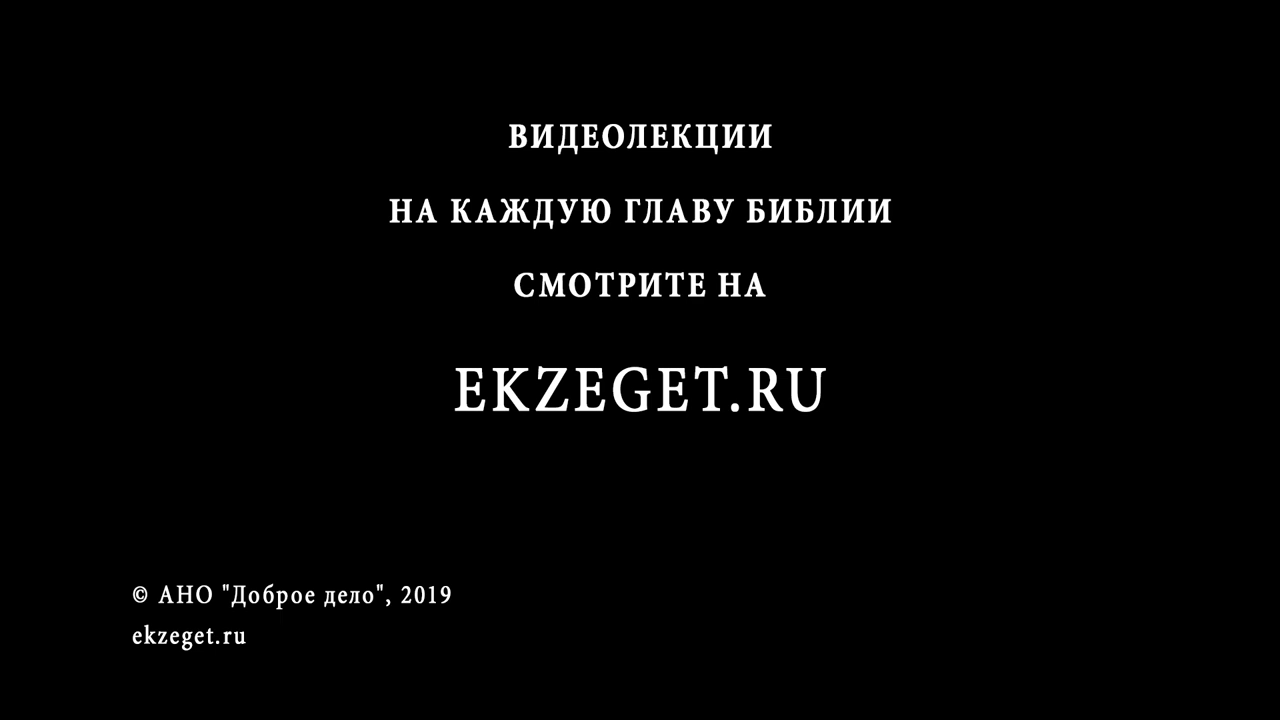 ВИДЕОЛЕКЦИИ
НА КАЖДУЮ ГЛАВУ БИБЛИИ
СМОТРИТЕ НА
EKZEGET.RU
© АНО "Доброе дело", 2019
ekzeget.ru